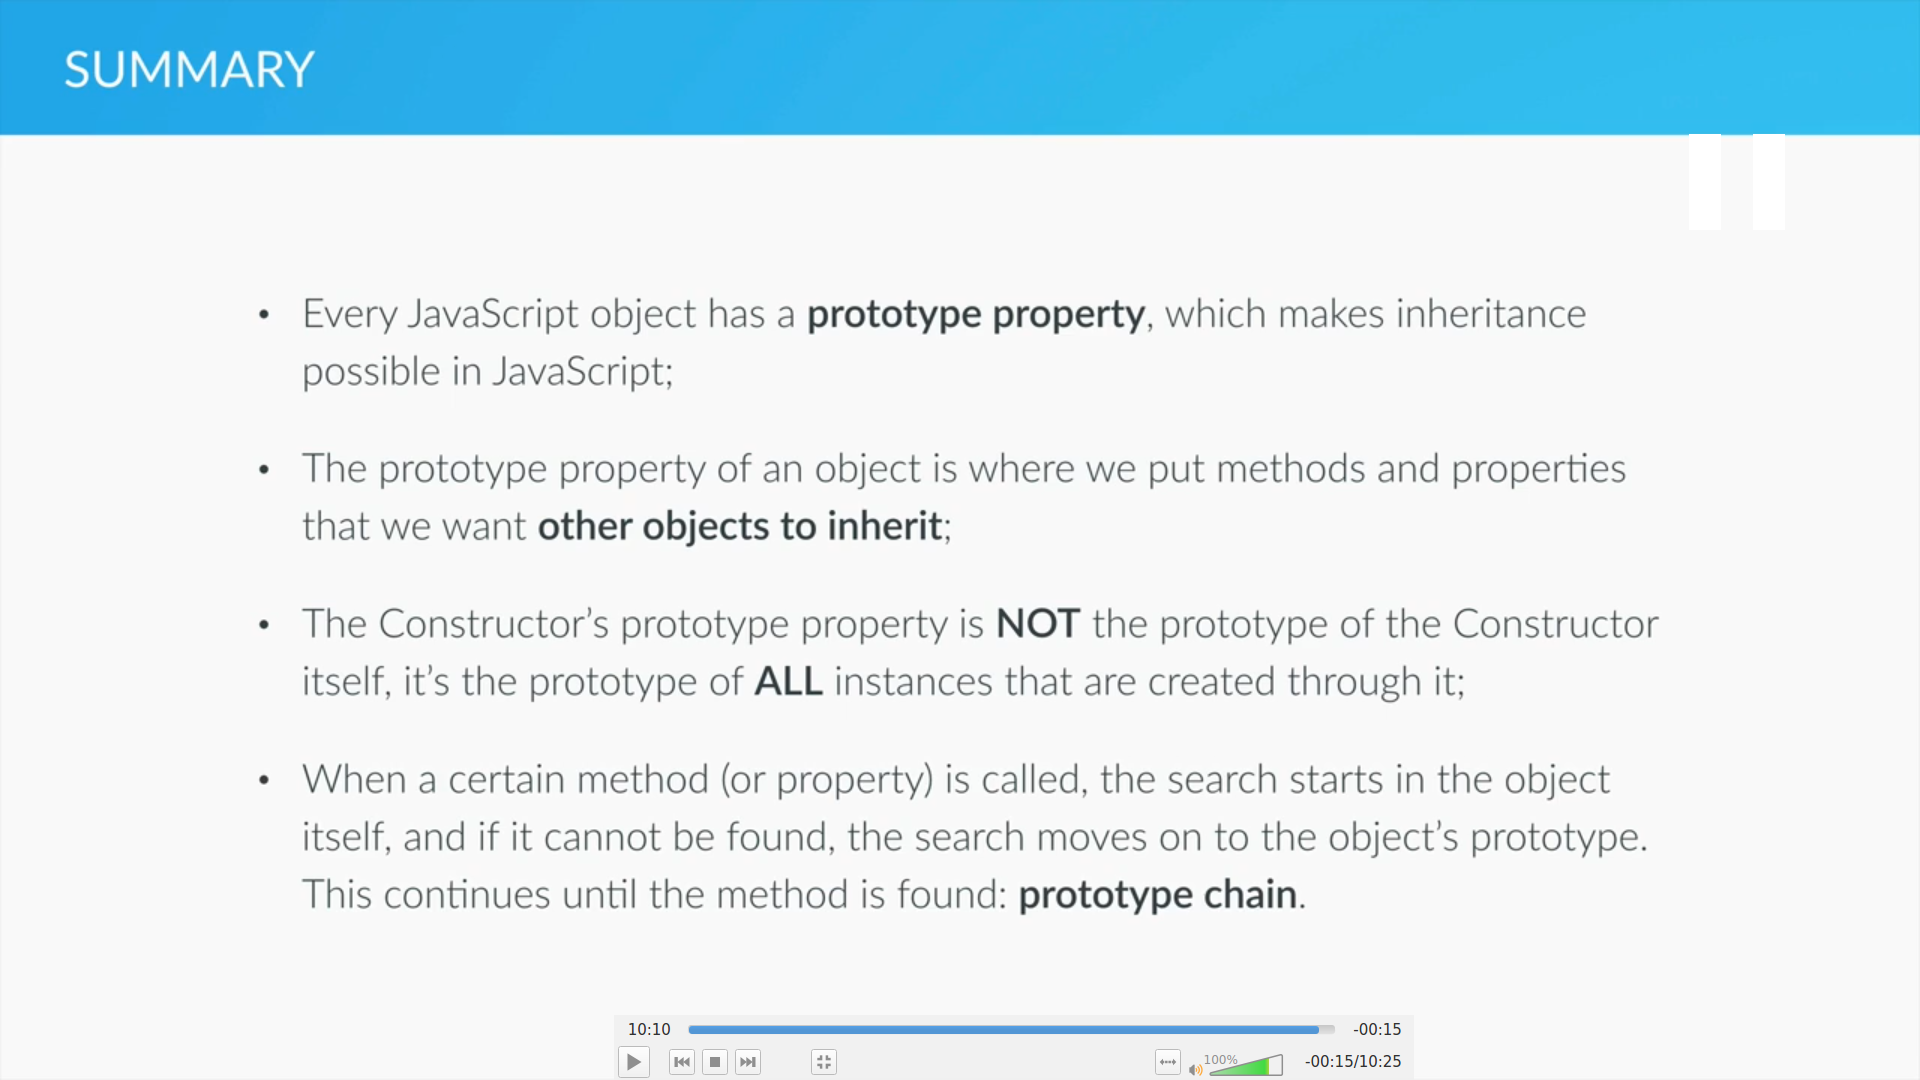 SUMMARY
• Every JavaScript object has a prototype property, which makes inheritance
possible in JavaScript;
• The prototype property of an object is where we put methods and properties
that we want other objects to inherit;
• The Constructor’s prototype property is NOT the prototype of the Constructor
itself, it’s the prototype of ALL instances that are created through it;
• When a certain method (or property) is called, the search starts in the object
itself, and if it cannot be found, the search moves on to the object’s prototype.
This continues until the method is found: prototype chain.
10:10 -00:15
100% -00:15/10:25